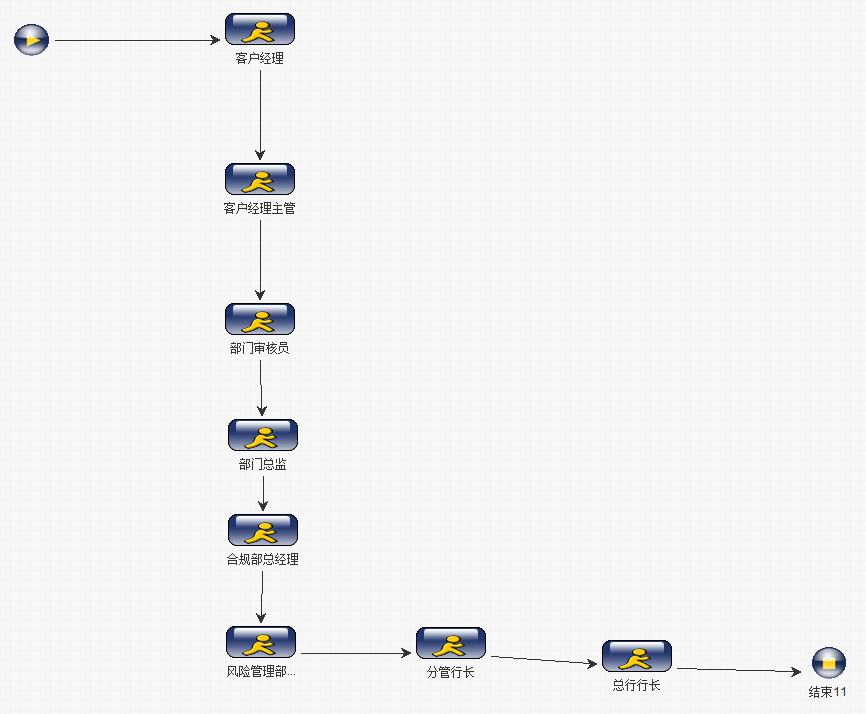 客户经理
客户经理主管
部门审核员
部门总监
合规部总经理
风险管理部...
分管行长
总行行长
结束11